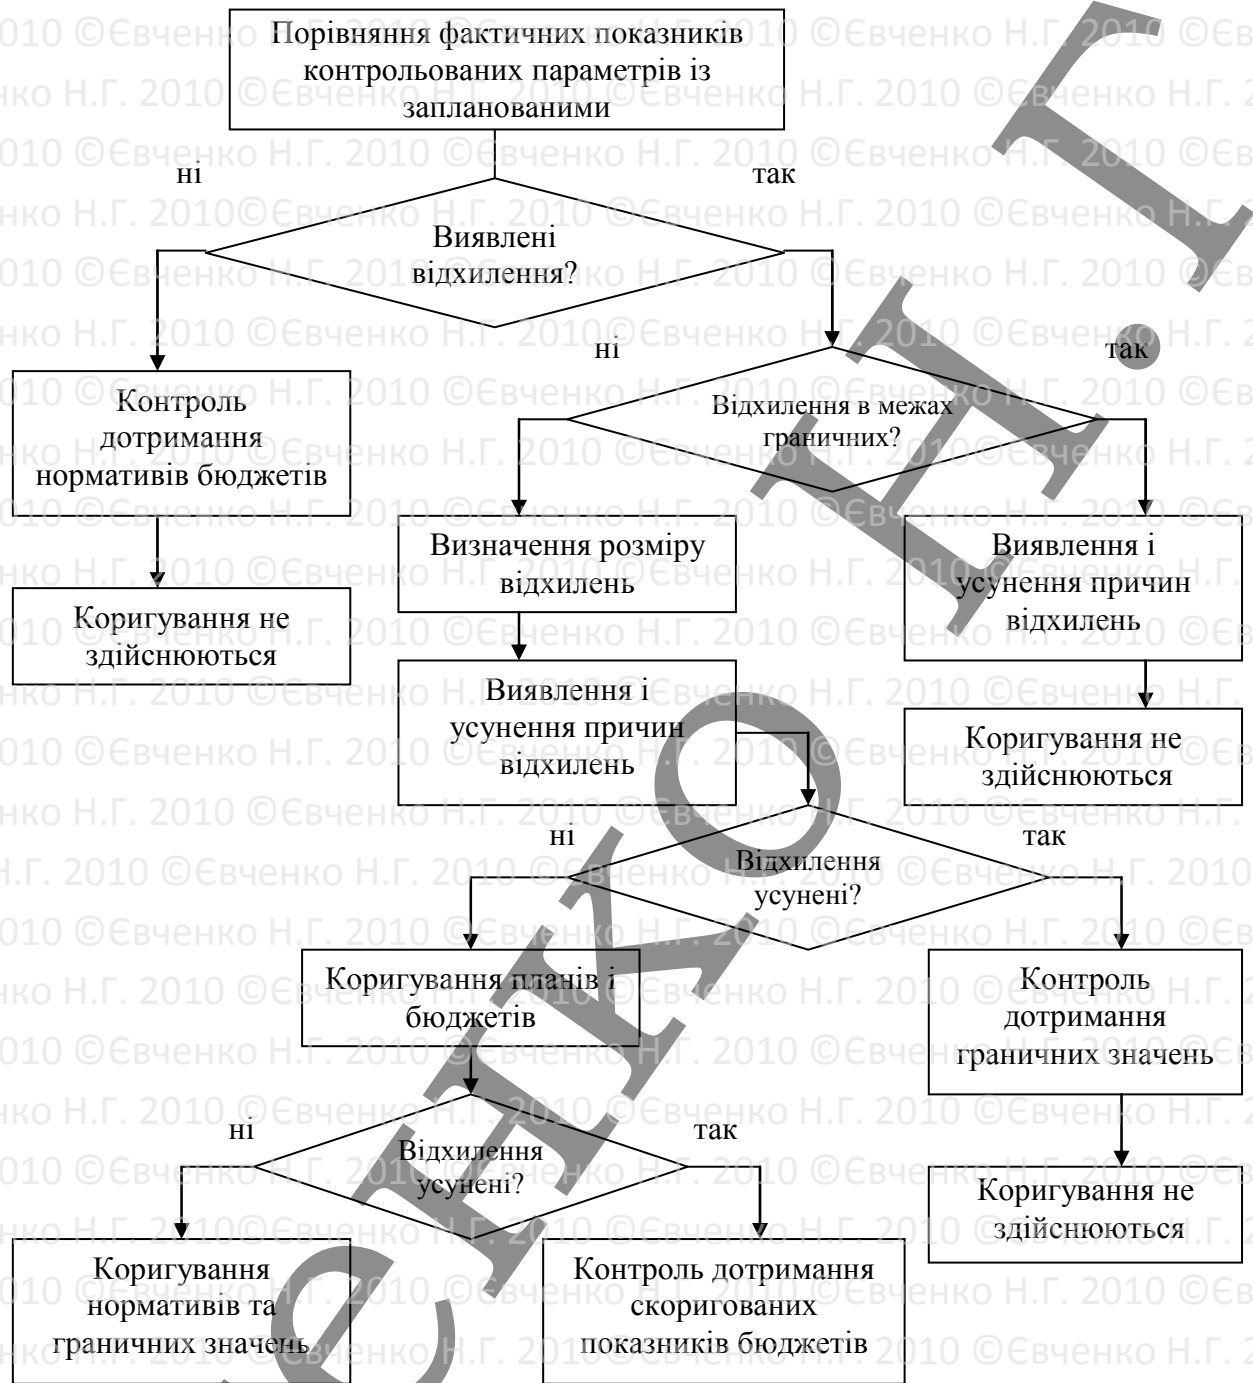 Порівняння фактичних показників
контрольованих параметрів із
запланованими
ні
так
Виявлені
відхилення?
ні
так
Контроль
дотримання
нормативів бюджетів
Відхилення в межах
граничних?
Визначення розміру
відхилень
Виявлення і
усунення причин
відхилень
Коригування не
здійснюються
Виявлення і
усунення причин
відхилень
Коригування не
здійснюються
ні
так
Відхилення
усунені?
Коригування планів і
бюджетів
Контроль
дотримання
граничних значень
ні
так
Відхилення
усунені?
Коригування не
здійснюються
Коригування
нормативів та
граничних значень
Контроль дотримання
скоригованих
показників бюджетів
©Євченко Н.Г. 2010